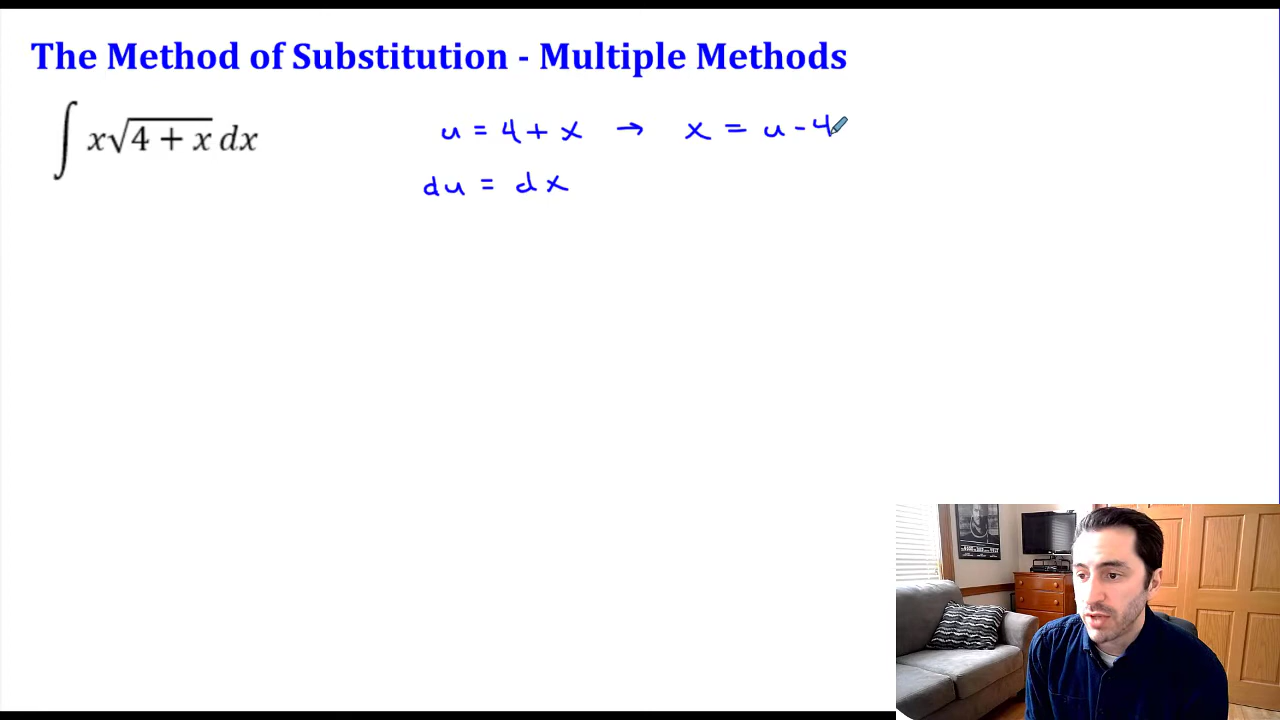 The Method of Substitution - Multiple Methods
∫ x√4 + x dx
u = 4 + x → x = u - 4
du = dx